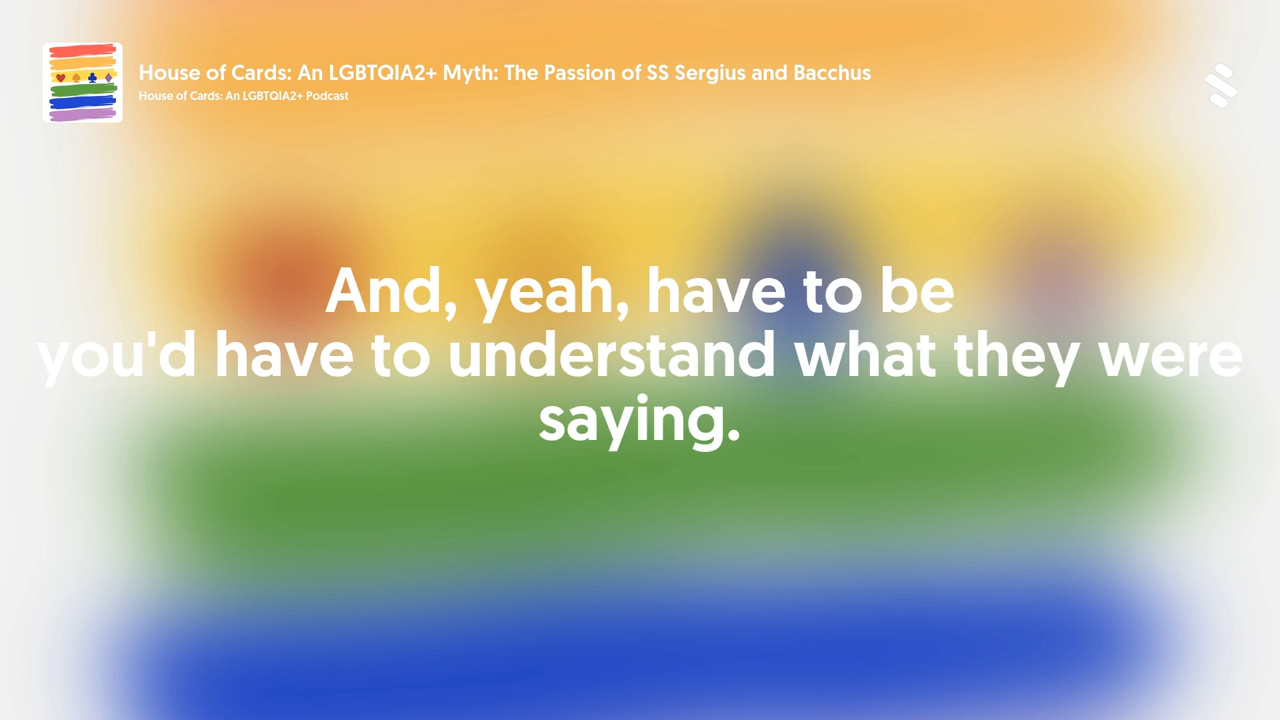 House of Cards: An LGBTQIA2+ Myth: The Passion of SS Sergius and Bacchus
House of Cards: An LGBTQIA2+ Podcast
And, yeah, have to be
you'd have to understand what they were
saying.